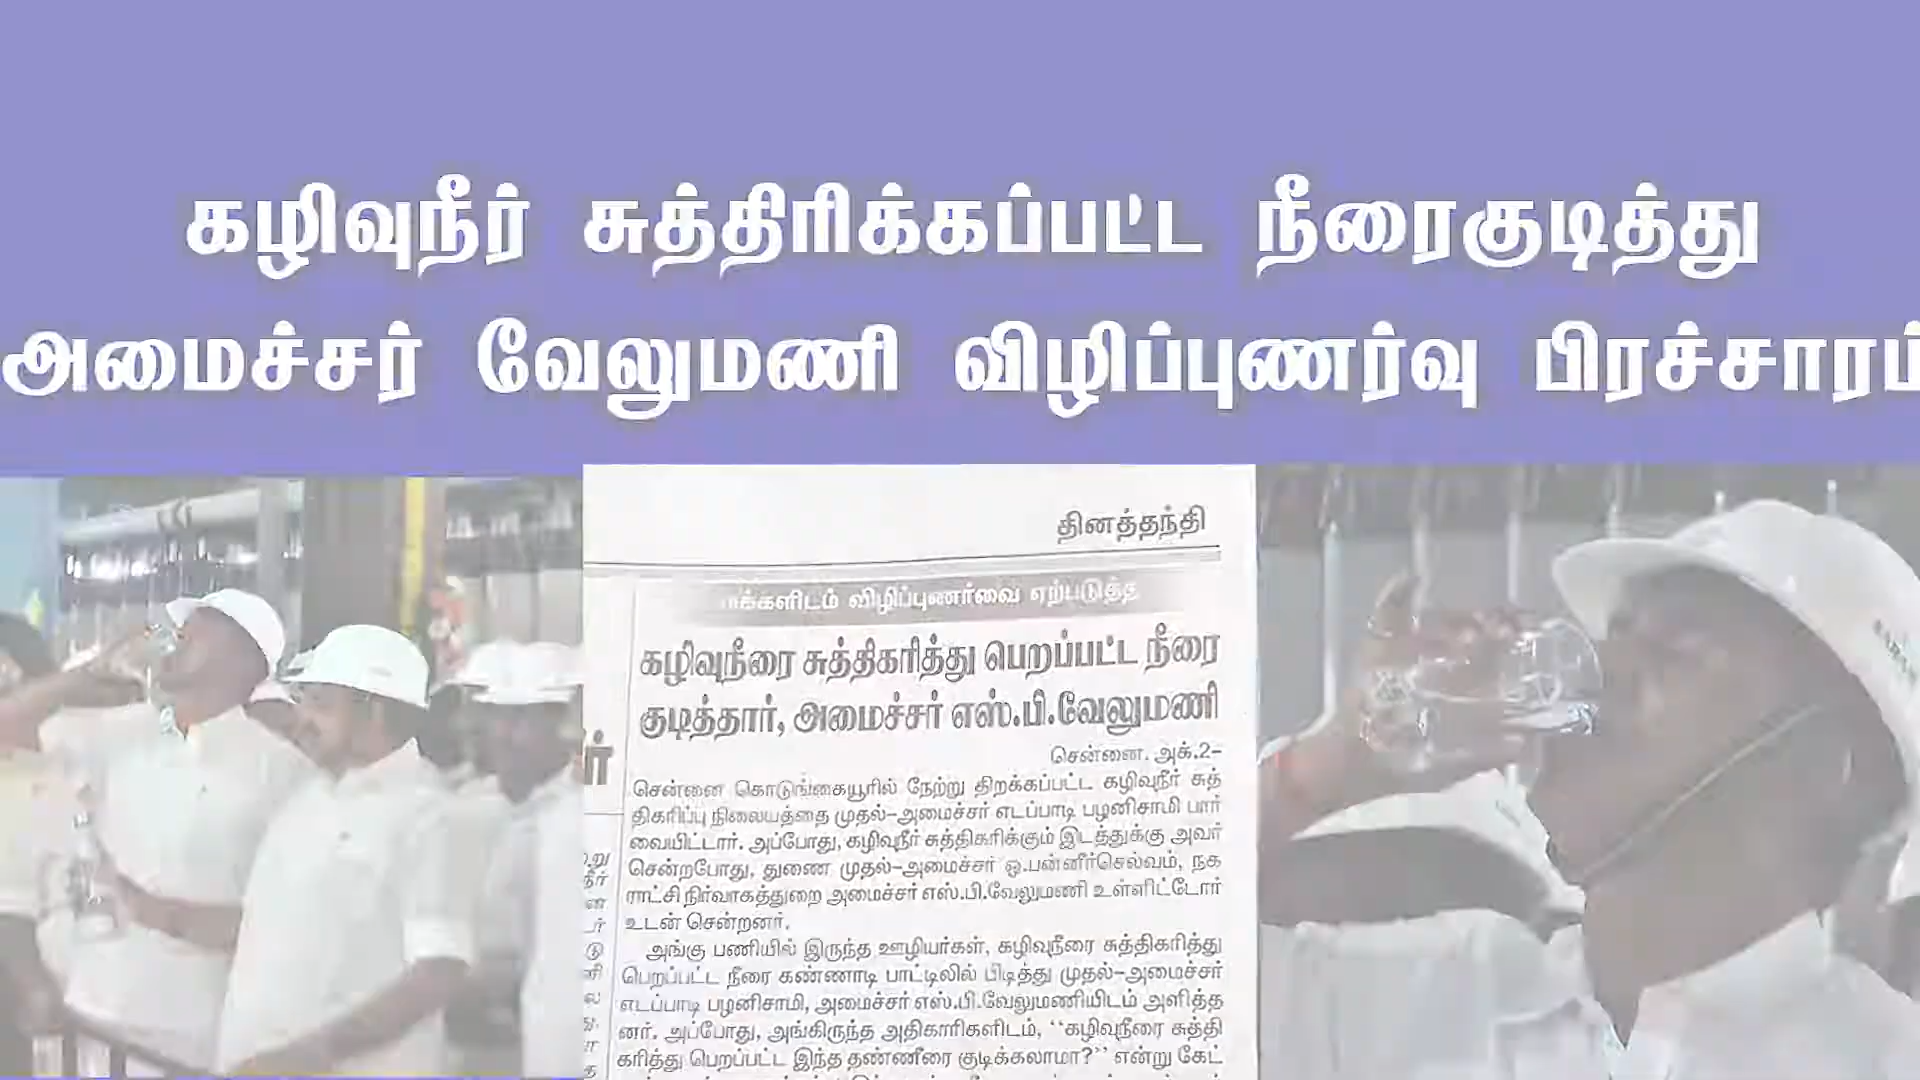 கழிவுநீர் சுத்திரிக்கப்பட்ட நீரைகுடித்து
அமைச்சர் வேலுமணி விழிப்புணர்வு பிரச்சாரம்
தினத்தந்தி
மக்களிடம் விழிப்புணர்வை ஏற்படுத்த
கழிவுநீரை சுத்திகரித்து பெறப்பட்ட நீரை
குடித்தார், அமைச்சர் எஸ்.பி.வேலுமணி
சென்னை, அக்.2–
சென்னை கொடுங்கையூரில் நேற்று திறக்கப்பட்ட கழிவுநீர் சுத்
திகரிப்பு நிலையத்தை முதல்–அமைச்சர் எடப்பாடி பழனிசாமி பார்
வையிட்டார். அப்போது, கழிவுநீர் சுத்திகரிக்கும் இடத்துக்கு அவர்
சென்றபோது, துணை முதல்–அமைச்சர் ஓ.பன்னீர்செல்வம், நக
ராட்சி நிர்வாகத்துறை அமைச்சர் எஸ்.பி.வேலுமணி உள்ளிட்டோர்
உடன் சென்றனர்.
அங்கு பணியில் இருந்த ஊழியர்கள், கழிவுநீரை சுத்திகரித்து
பெறப்பட்ட நீரை கண்ணாடி பாட்டிலில் பிடித்து முதல்–அமைச்சர்
எடப்பாடி பழனிசாமி, அமைச்சர் எஸ்.பி.வேலுமணியிடம் அளித்த
னர். அப்போது, அங்கிருந்த அதிகாரிகளிடம், ‘‘கழிவுநீரை சுத்தி
கரித்து பெறப்பட்ட இந்த தண்ணீரை குடிக்கலாமா?’’ என்று கேட்